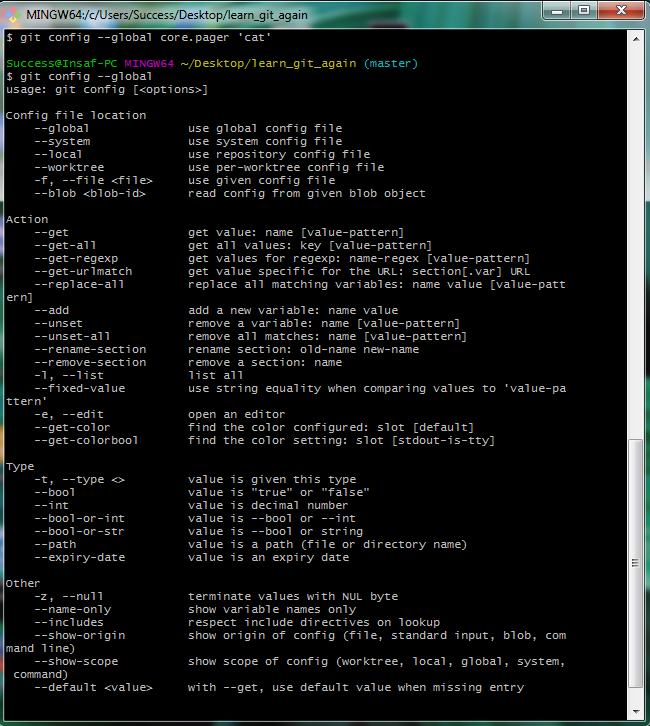 MINGW64:/c/Users/Success/Desktop/learn_git_again
$ git config --global core.pager 'cat'
Success@Insaf-PC MINGW64 ~/Desktop/learn_git_again (master)
$ git config --global
usage: git config [<options>]
Config file location
    --global              use global config file
    --system              use system config file
    --local               use repository config file
    --worktree            use per-worktree config file
    -f, --file <file>     use given config file
    --blob <blob-id>      read config from given blob object
Action
    --get                 get value: name [value-pattern]
    --get-all             get all values: key [value-pattern]
    --get-regexp          get values for regexp: name-regex [value-pattern]
    --get-urlmatch        get value specific for the URL: section[.var] URL
    --replace-all         replace all matching variables: name value [value-patt
ern]
    --add                 add a new variable: name value
    --unset               remove a variable: name [value-pattern]
    --unset-all           remove all matches: name [value-pattern]
    --rename-section      rename section: old-name new-name
    --remove-section      remove a section: name
    -l, --list            list all
    --fixed-value         use string equality when comparing values to 'value-pa
ttern'
    -e, --edit            open an editor
    --get-color           find the color configured: slot [default]
    --get-colorbool       find the color setting: slot [stdout-is-tty]
Type
    -t, --type <>         value is given this type
    --bool                value is "true" or "false"
    --int                 value is decimal number
    --bool-or-int         value is --bool or --int
    --bool-or-str         value is --bool or string
    --path                value is a path (file or directory name)
    --expiry-date         value is an expiry date
Other
    -z, --null            terminate values with NUL byte
    --name-only           show variable names only
    --includes            respect include directives on lookup
    --show-origin         show origin of config (file, standard input, blob, com
mand line)
    --show-scope          show scope of config (worktree, local, global, system,
 command)
    --default <value>     with --get, use default value when missing entry